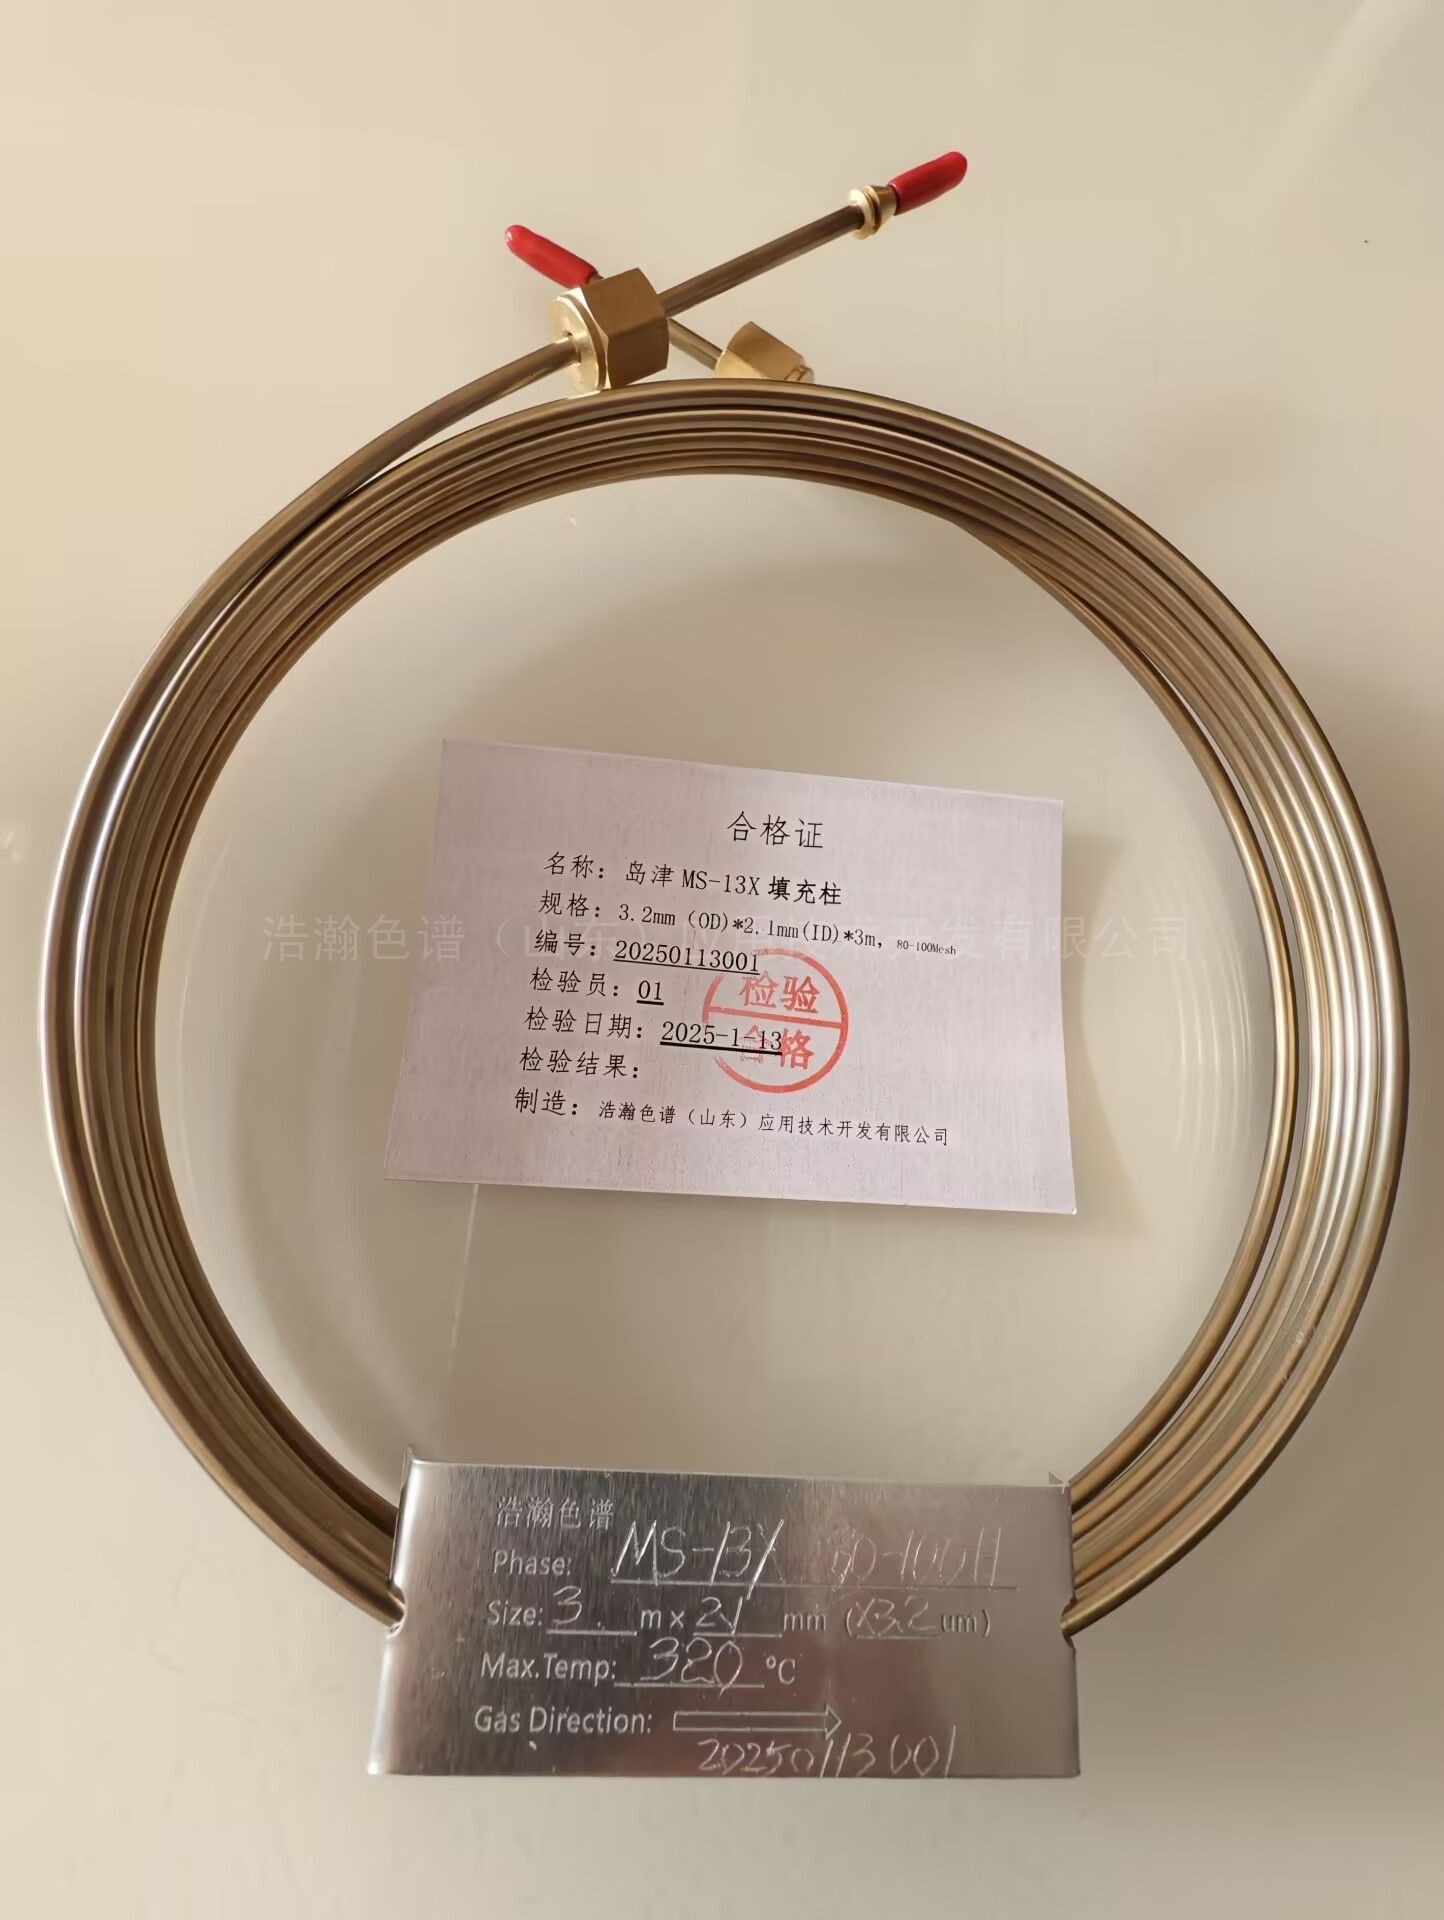 合格证
名称：岛津 MS-13X 填充柱
规格：3.2mm (OD)*2.1mm(ID)*3m, 80-100Mesh
浩瀚色谱（山东）应用技术开发有限公司
编号：20250113001
检验员：01
检验日期：2025-1-13
检验结果：
检验
合格
制造：浩瀚色谱（山东）应用技术开发有限公司
浩瀚色谱
Phase: MS-13X 80-100目
Size: 3. m x 2.1 mm (X3.2 um)
Max.Temp: 320 °C
Gas Direction:
20250113001